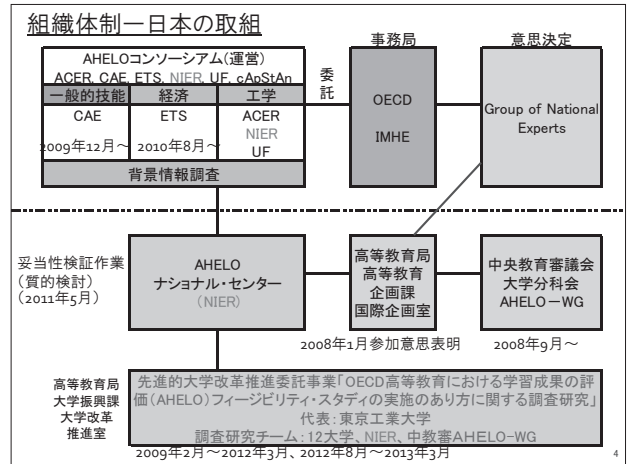 組織体制ー日本の取組
AHELOコンソーシアム(運営)
ACER, CAE, ETS, NIER, UF, cApStAn
一般的技能
経済
工学
CAE
ETS
ACER
NIER
UF
2009年12月～
2010年8月～
背景情報調査
委
託
事務局
OECD
IMHE
意思決定
Group of National
Experts
妥当性検証作業
(質的検討)
(2011年5月)
AHELO
ナショナル・センター
(NIER)
高等教育局
高等教育
企画課
国際企画室
中央教育審議会
大学分科会
AHELO－WG
2008年1月参加意思表明
2008年9月～
高等教育局
大学振興課
大学改革
推進室
先進的大学改革推進委託事業「OECD高等教育における学習成果の評
価(AHELO)フィージビリティ・スタディの実施のあり方に関する調査研究」
代表：東京工業大学
調査研究チーム：12大学、NIER、中教審AHELO-WG
2009年2月～2012年3月、2012年8月～2013年3月
4